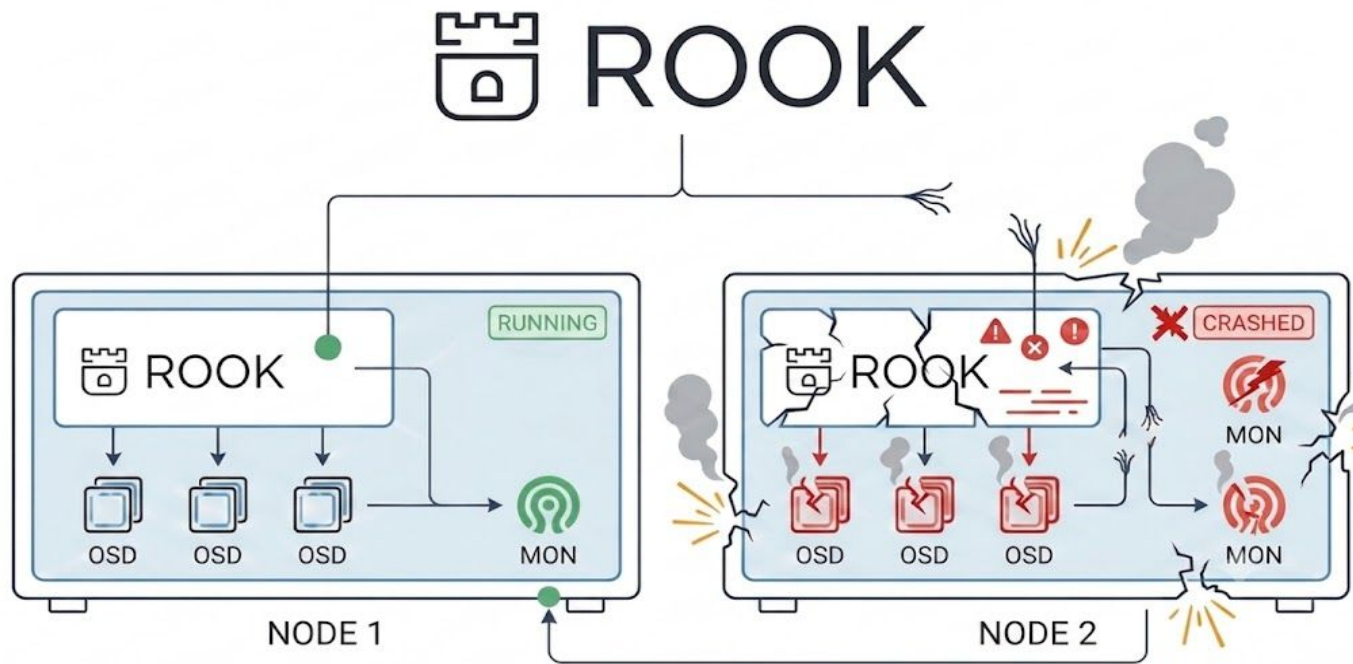 ROOK
RUNNING
ROOK
OSD OSD OSD
MON
NODE 1
CRASHED
ROOK
MON
OSD OSD OSD
MON
NODE 2